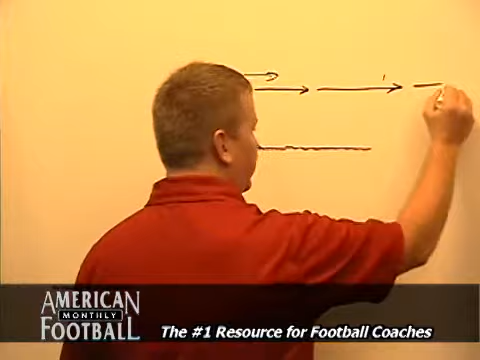 AMERICAN
MONTHLY
FOOTBALL
The #1 Resource for Football Coaches